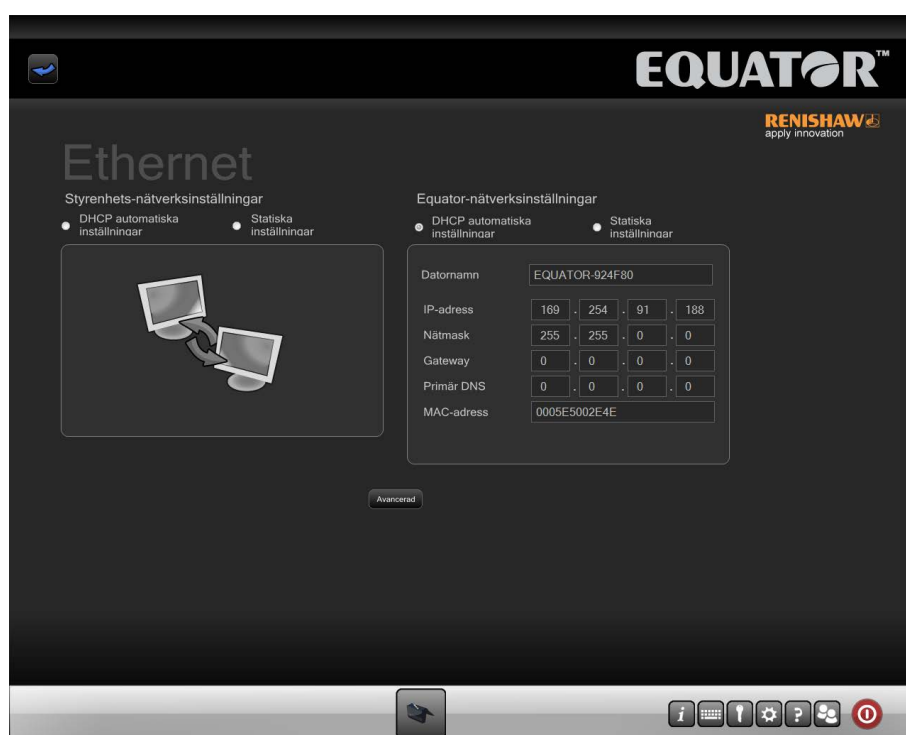 EQUATOR™
RENISHAW
apply innovation
Ethernet
Styrenhets-nätverksinställningar
DHCP automatiska
inställningar
Statiska
inställningar
Equator-nätverksinställningar
DHCP automatiska
inställningar
Statiska
inställningar
Datornamn EQUATOR-924F80
IP-adress 169 . 254 . 91 . 188
Nätmask 255 . 255 . 0 . 0
Gateway 0 . 0 . 0 . 0
Primär DNS 0 . 0 . 0 . 0
MAC-adress 0005E5002E4E
Avancerad
i ?